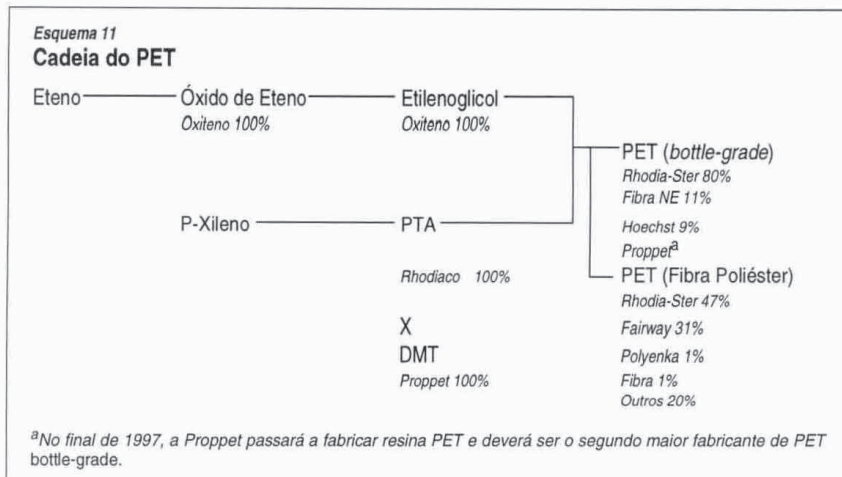 Esquema 11
Cadeia do PET
Eteno Óxido de Eteno Etilenoglicol
Oxiteno 100% Oxiteno 100%
PET (bottle-grade)
Rhodia-Ster 80%
Fibra NE 11%
P-Xileno PTA Hoechst 9%
Proppetª
Rhodiaco 100% PET (Fibra Poliéster)
Rhodia-Ster 47%
X Fairway 31%
DMT Polyenka 1%
Proppet 100% Fibra 1%
Outros 20%
ªNo final de 1997, a Proppet passará a fabricar resina PET e deverá ser o segundo maior fabricante de PET
bottle-grade.